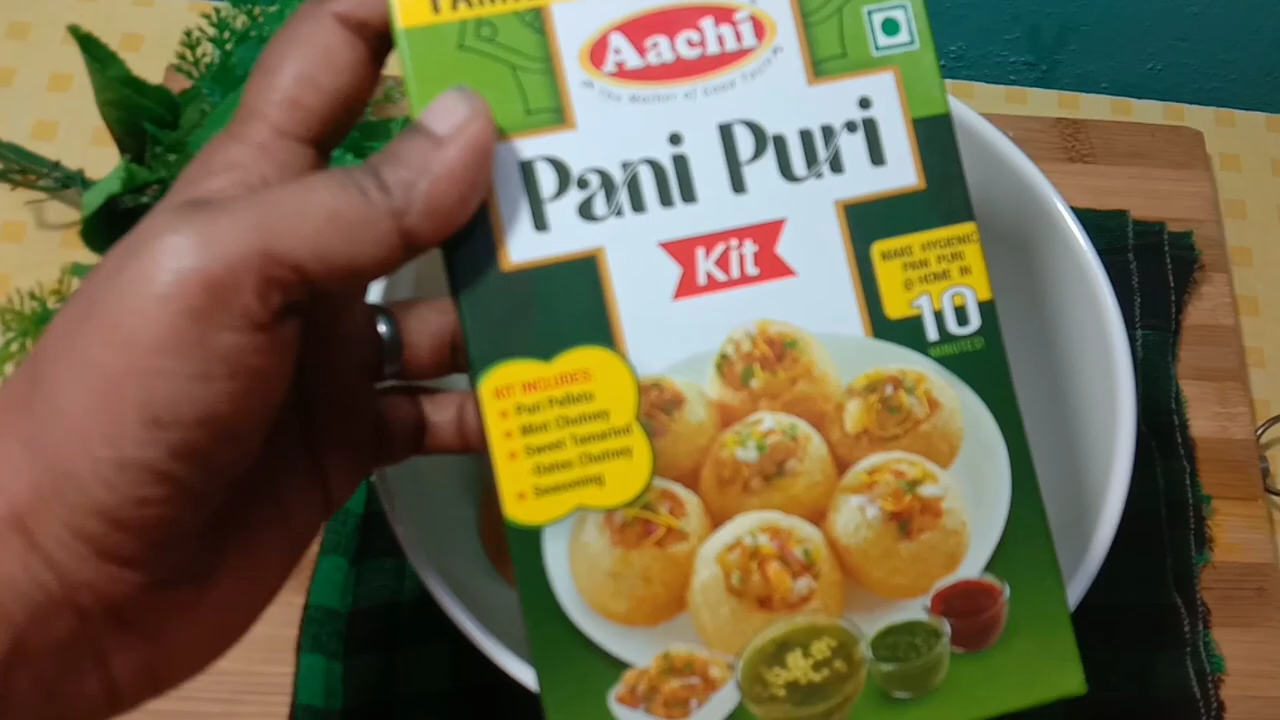 Aachi
Pani Puri
Kit
MAKE HYGIENIC
PANI PURI
@ HOME IN
10
MINUTES!
KIT INCLUDES:
• Puri Pellets
• Mint Chutney
• Sweet Tamarind
-Dates Chutney
• Seasoning